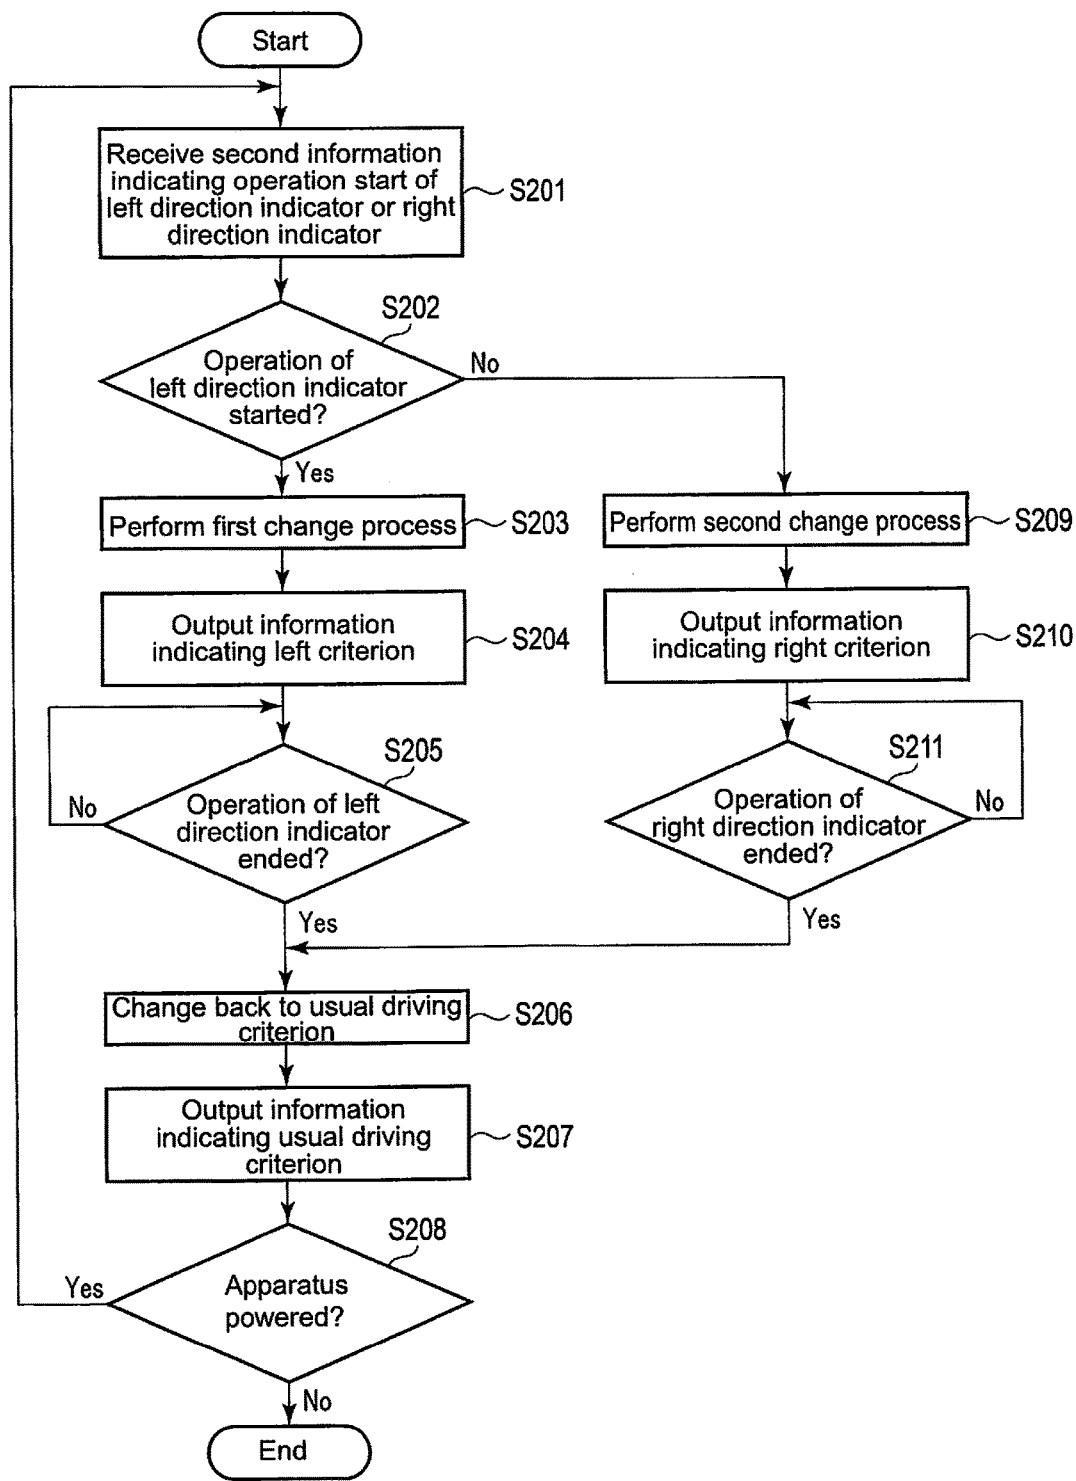 Start
Receive second information
indicating operation start of
left direction indicator or right
direction indicator
S201
S202
Operation of
left direction indicator
started?
No
Yes
Perform first change process
S203
Perform second change process
S209
Output information
indicating left criterion
S204
Output information
indicating right criterion
S210
S205
Operation of left
direction indicator
ended?
No
Yes
S211
Operation of
right direction indicator
ended?
No
Yes
Change back to usual driving
criterion
S206
Output information
indicating usual driving
criterion
S207
S208
Apparatus
powered?
Yes
No
End